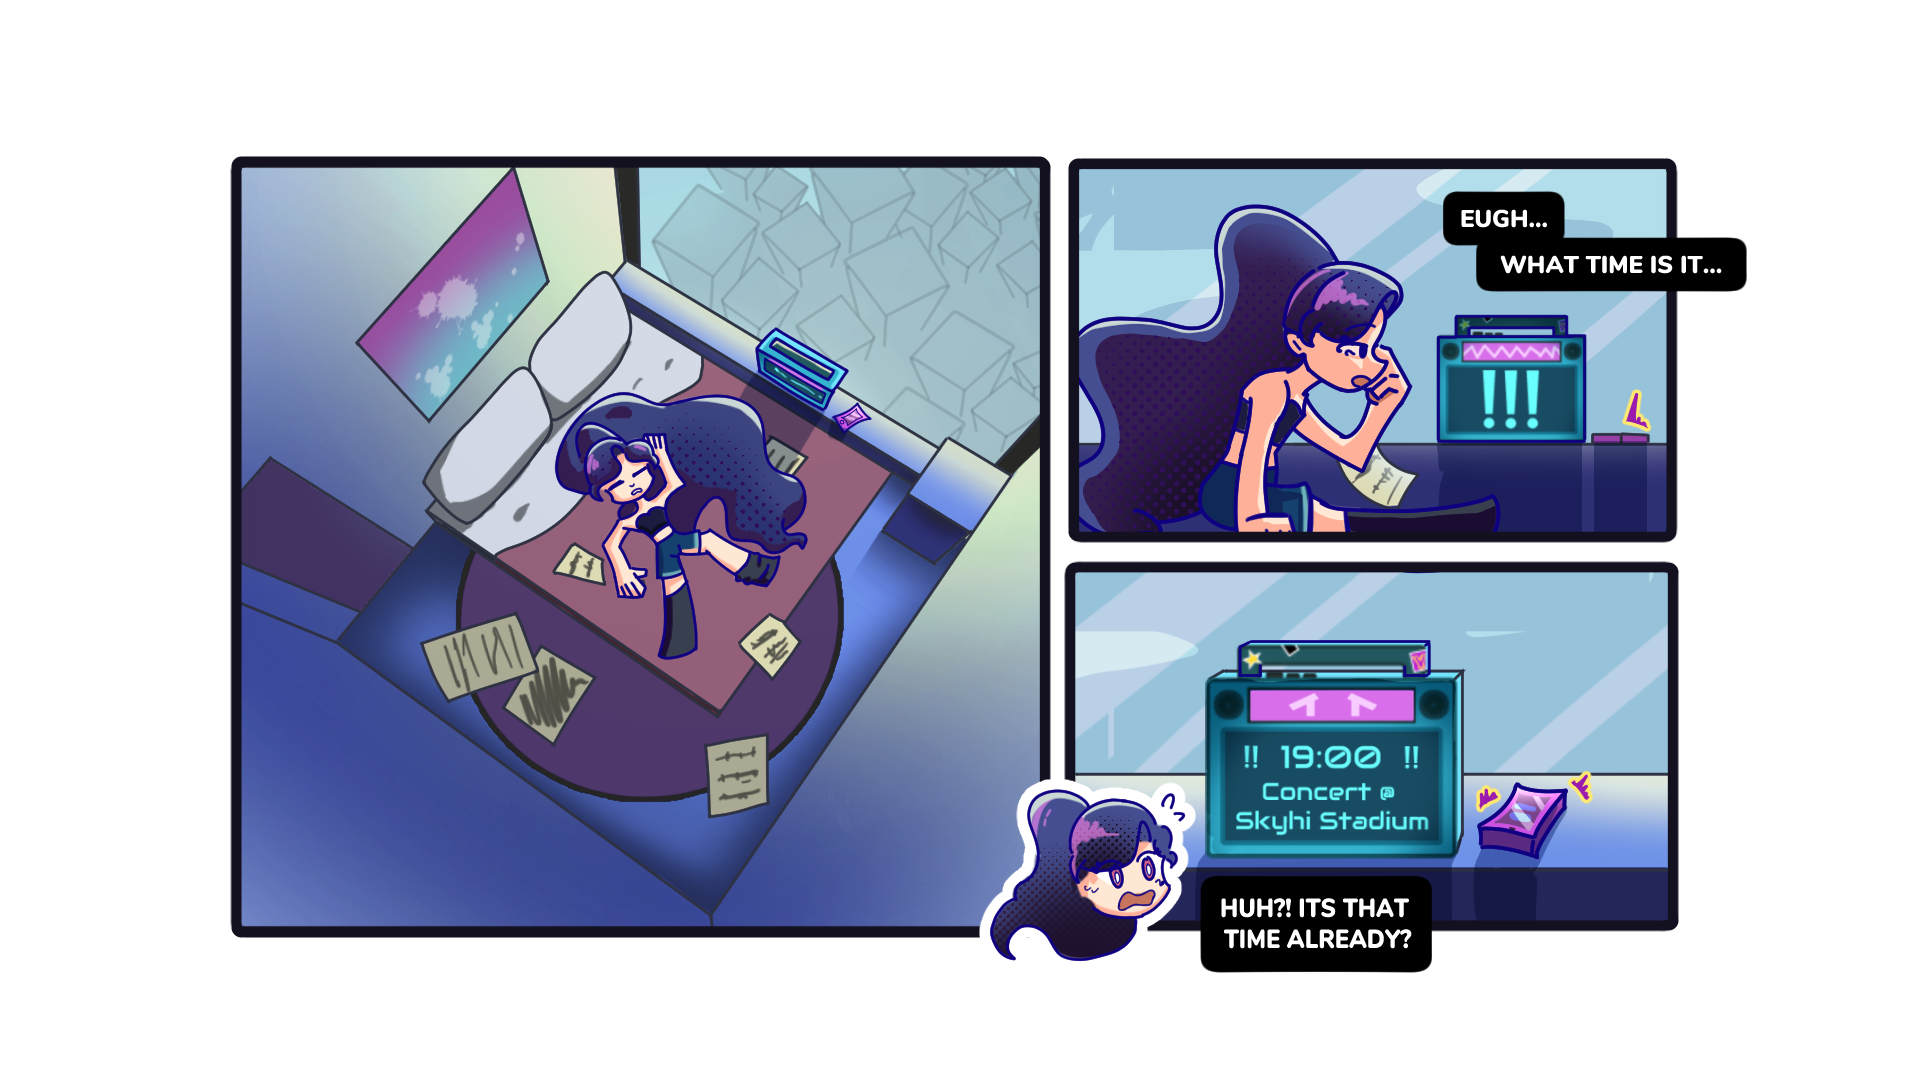 EUGH...
WHAT TIME IS IT...
!!!
!! 19:00 !!
Concert @
Skyhi Stadium
HUH?! ITS THAT
TIME ALREADY?